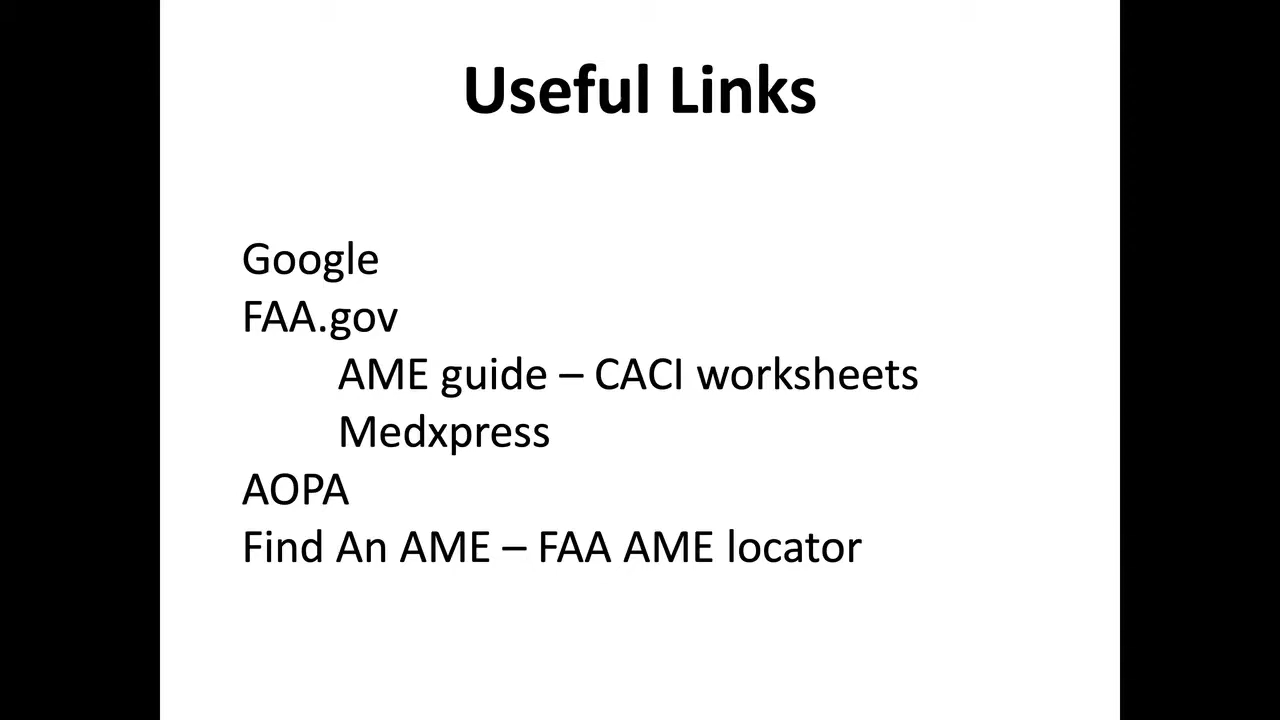 Useful Links
Google
FAA.gov
AME guide – CACI worksheets
Medxpress
AOPA
Find An AME – FAA AME locator